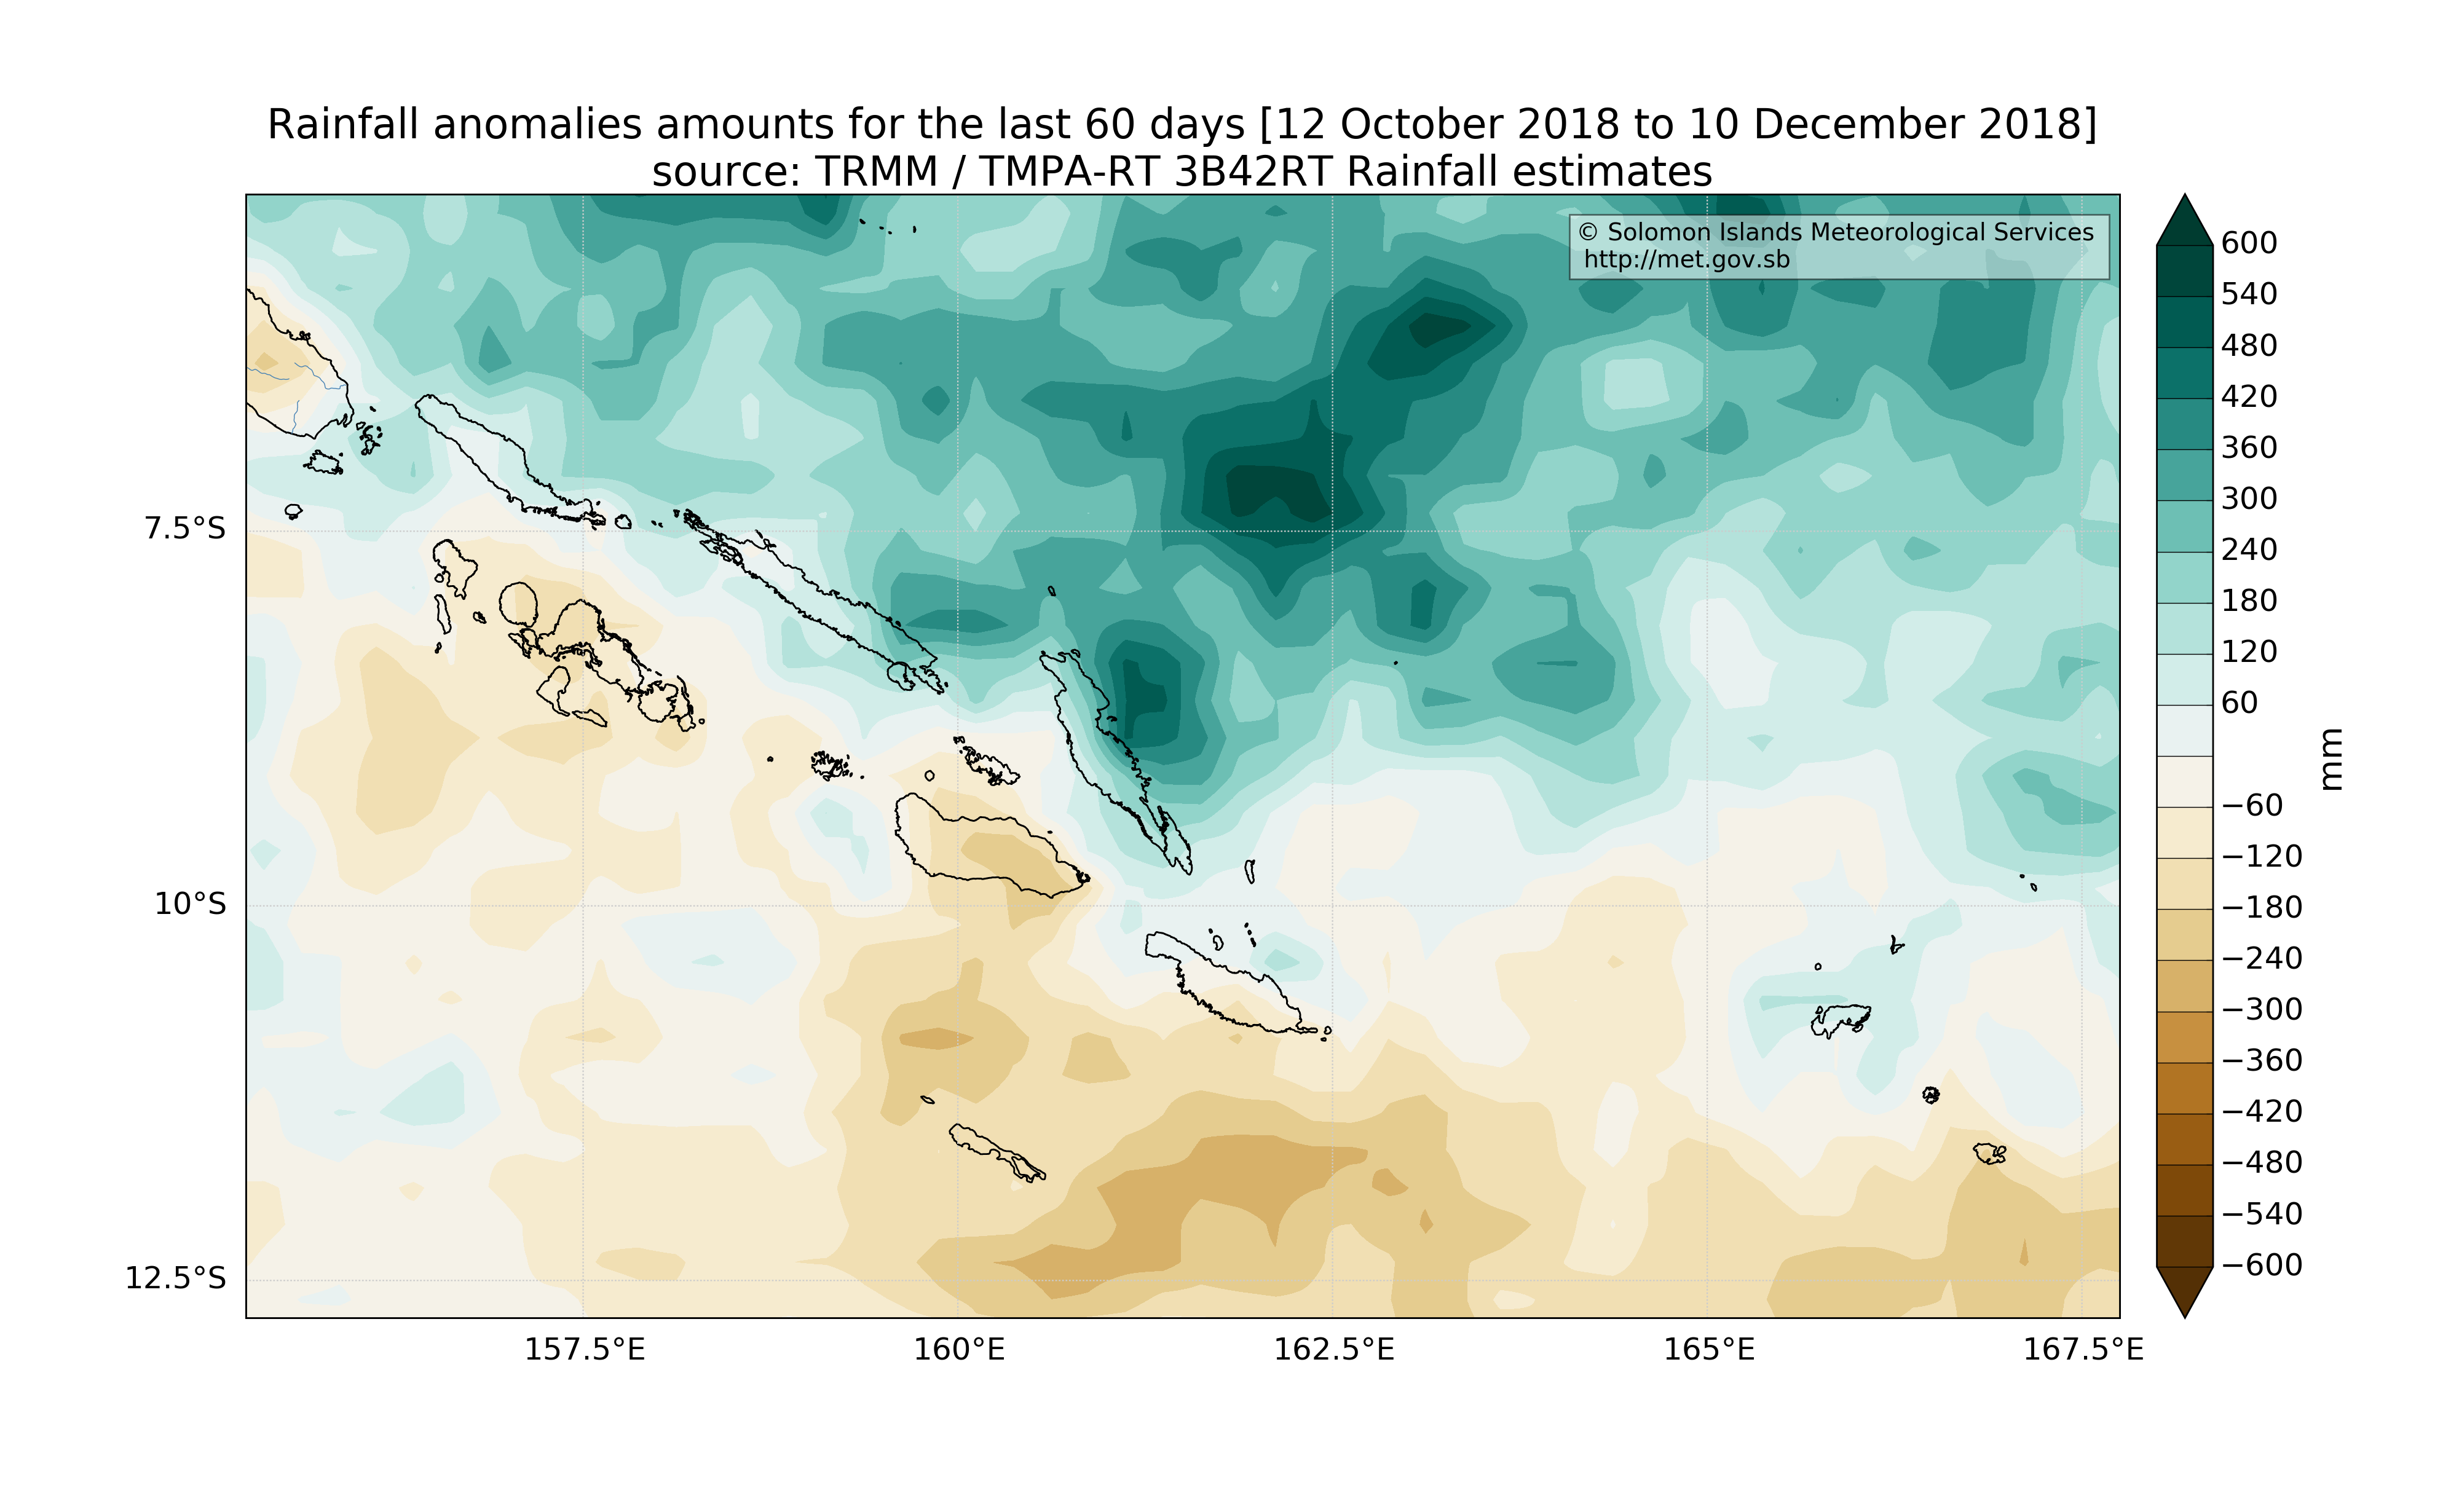 Rainfall anomalies amounts for the last 60 days [12 October 2018 to 10 December 2018]
source: TRMM / TMPA-RT 3B42RT Rainfall estimates
© Solomon Islands Meteorological Services
http://met.gov.sb
7.5°S
10°S
12.5°S
157.5°E
160°E
162.5°E
165°E
167.5°E
600
540
480
420
360
300
240
180
120
60
−60
−120
−180
−240
−300
−360
−420
−480
−540
−600
mm